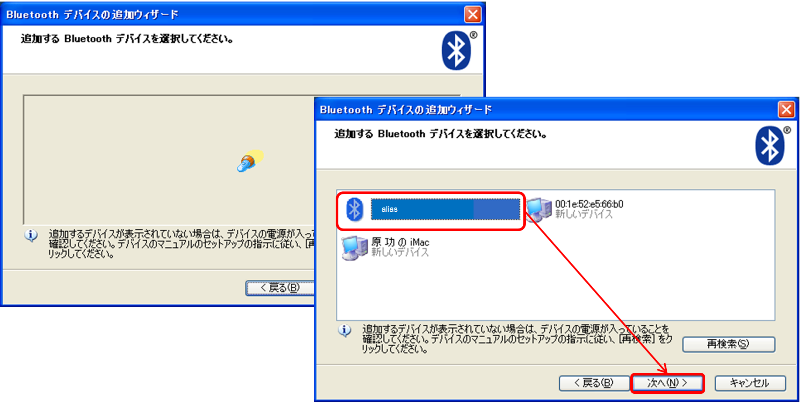 Bluetooth デバイスの追加ウィザード
追加する Bluetooth デバイスを選択してください。
追加するデバイスが表示されていない場合は、デバイスの電源が入っ
確認してください。デバイスのマニュアルのセットアップの指示に従い、[再
リックしてください。
< 戻る(B)
Bluetooth デバイスの追加ウィザード
追加する Bluetooth デバイスを選択してください。
alias
00:1e:52:e5:66:b0
新しいデバイス
原 功 の iMac
新しいデバイス
追加するデバイスが表示されていない場合は、デバイスの電源が入っていることを
確認してください。デバイスのマニュアルのセットアップの指示に従い、[再検索] をク
リックしてください。
再検索(S)
< 戻る(B)
次へ(N) >
キャンセル